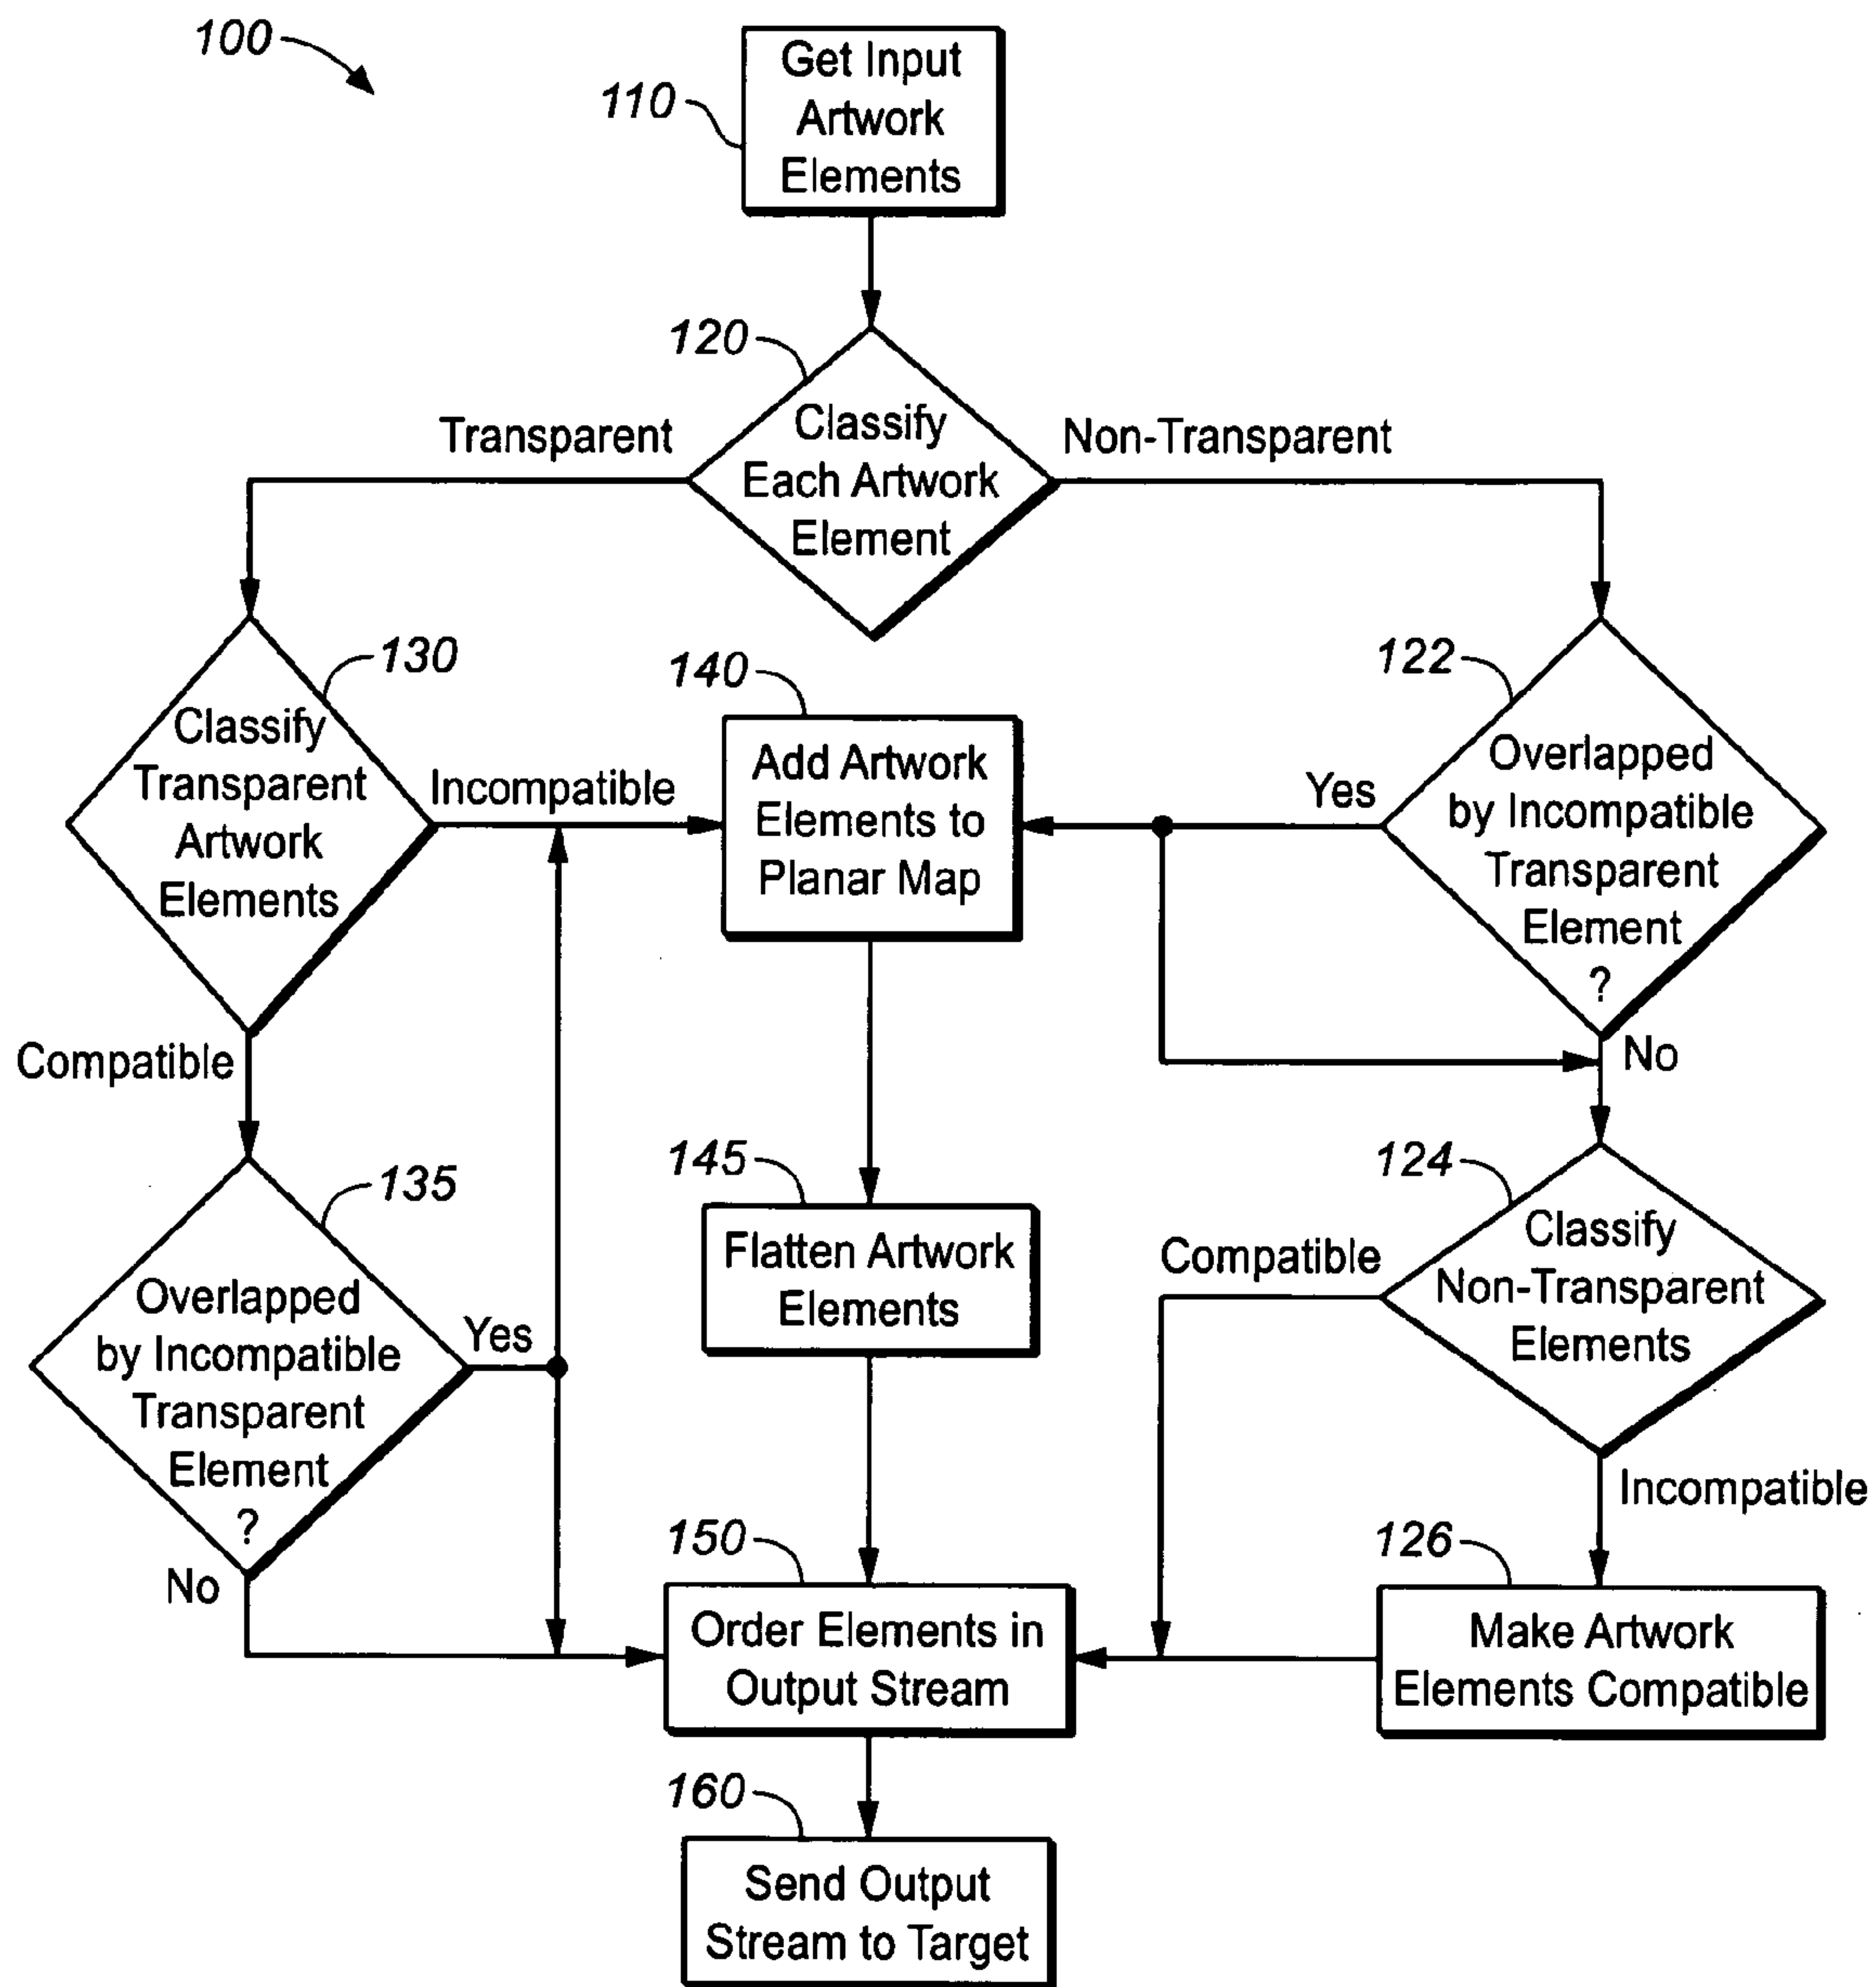 100
110
Get Input
Artwork
Elements
120
Classify
Each Artwork
Element
Transparent
Non-Transparent
130
Classify
Transparent
Artwork
Elements
Incompatible
Compatible
140
Add Artwork
Elements to
Planar Map
122
Overlapped
by Incompatible
Transparent
Element
?
Yes
No
135
Overlapped
by Incompatible
Transparent
Element
?
Yes
No
145
Flatten Artwork
Elements
124
Classify
Non-Transparent
Elements
Compatible
Incompatible
126
Make Artwork
Elements Compatible
150
Order Elements in
Output Stream
160
Send Output
Stream to Target